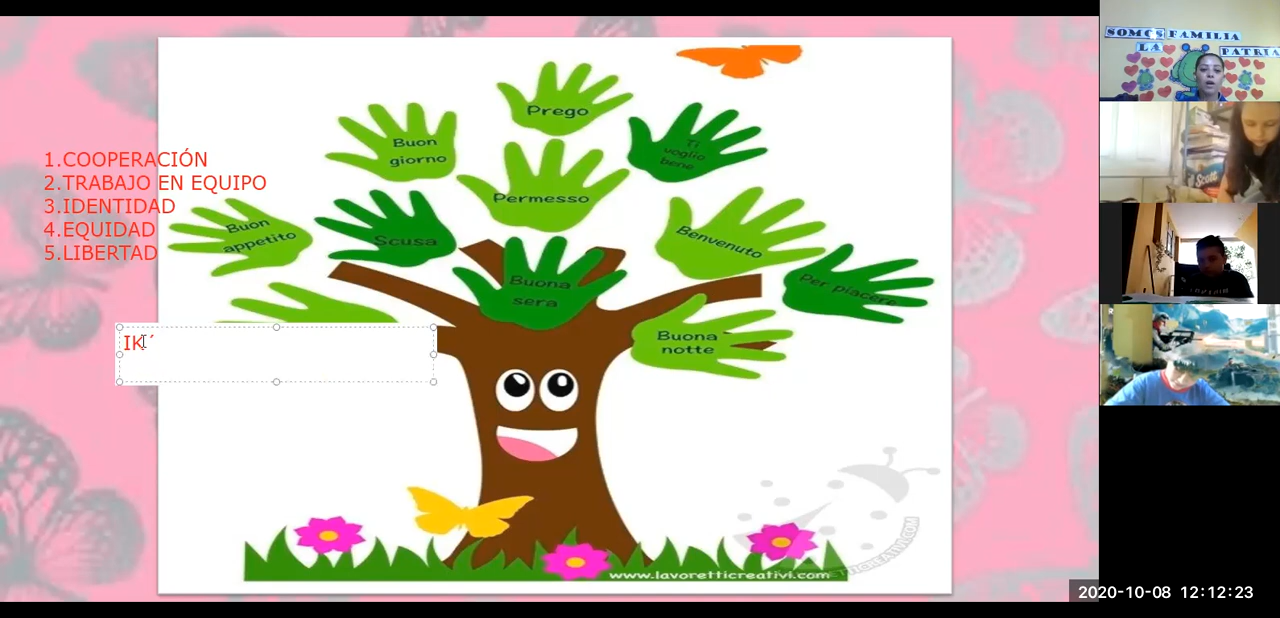 SOMOS FAMILIA
LA PATRIA
Prego
Buon
giorno
Ti
voglio
bene
1.COOPERACIÓN
2.TRABAJO EN EQUIPO
3.IDENTIDAD
4.EQUIDAD
5.LIBERTAD
Permesso
Scott
Buon
appetito
Scusa
Benvenuto
Buona
sera
Per piacere
IK´
Buona
notte
www.lavoretticreativi.com
2020-10-08 12:12:23